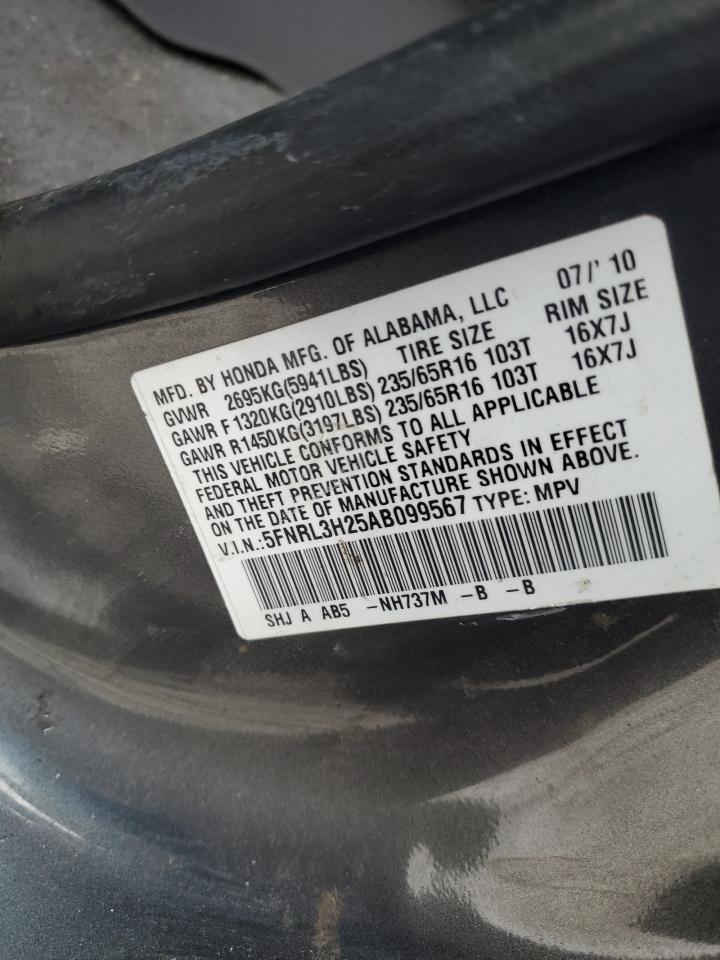 MFD. BY HONDA MFG. OF ALABAMA, LLC 07/' 10
GVWR 2695KG(5941LBS) TIRE SIZE RIM SIZE
GAWR F1320KG(2910LBS) 235/65R16 103T 16X7J
GAWR R1450KG(3197LBS) 235/65R16 103T 16X7J
THIS VEHICLE CONFORMS TO ALL APPLICABLE
FEDERAL MOTOR VEHICLE SAFETY
AND THEFT PREVENTION STANDARDS IN EFFECT
ON THE DATE OF MANUFACTURE SHOWN ABOVE.
V.I.N.:5FNRL3H25AB099567 TYPE: MPV
SHJ A AB5 -NH737M -B -B